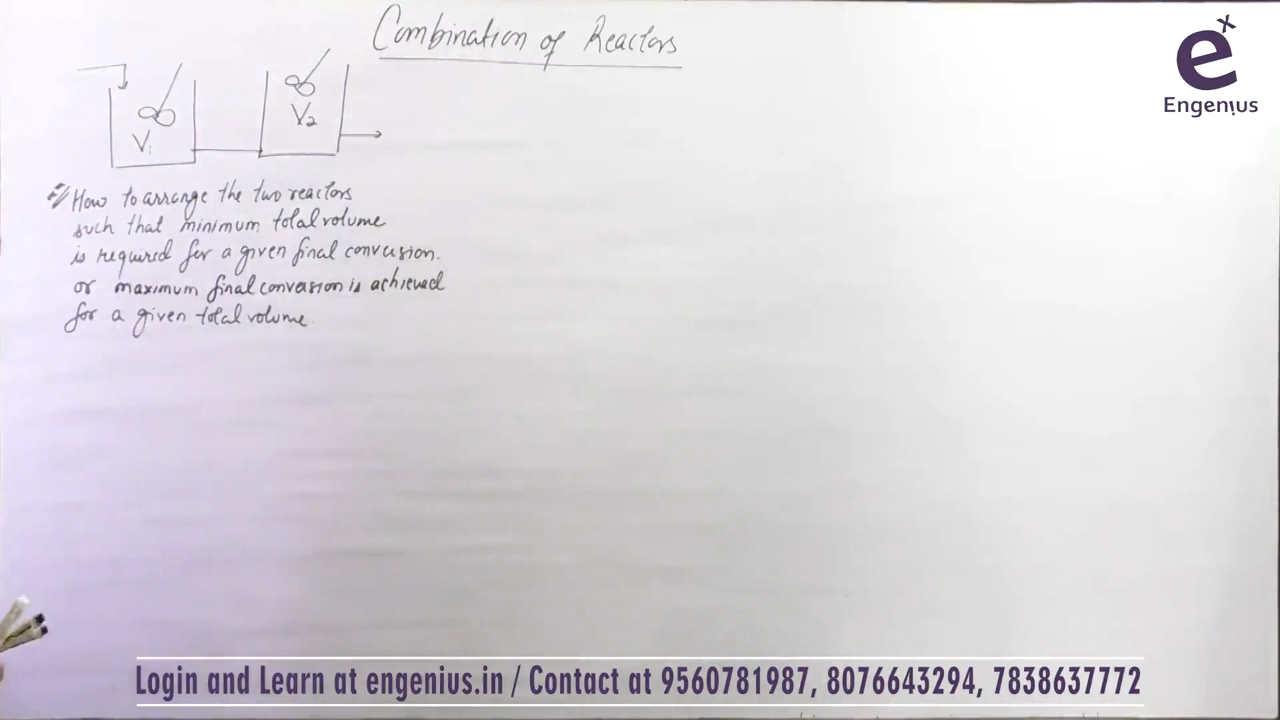 Combination of Reactors
ex
Engenius
V1
V2
How to arrange the two reactors
such that minimum total volume
is required for a given final conversion.
or maximum final conversion is achieved
for a given total volume.
Login and Learn at engenius.in / Contact at 9560781987, 8076643294, 7838637772